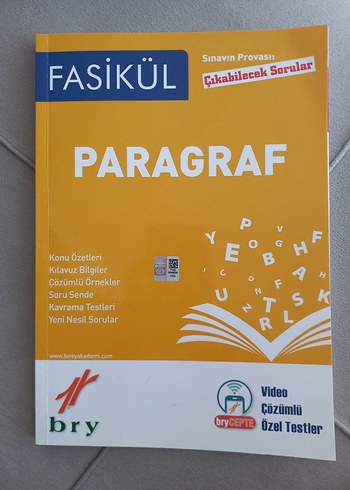 FASİKÜL
Sınavın Provası:
Çıkabilecek Sorular
PARAGRAF
Konu Özetleri
Kılavuz Bilgiler
Çözümlü Örnekler
Soru Sende
Kavrama Testleri
Yeni Nesil Sorular
www.bireyakademi.com
bry
bryCEPTE
Video
Çözümlü
Özel Testler